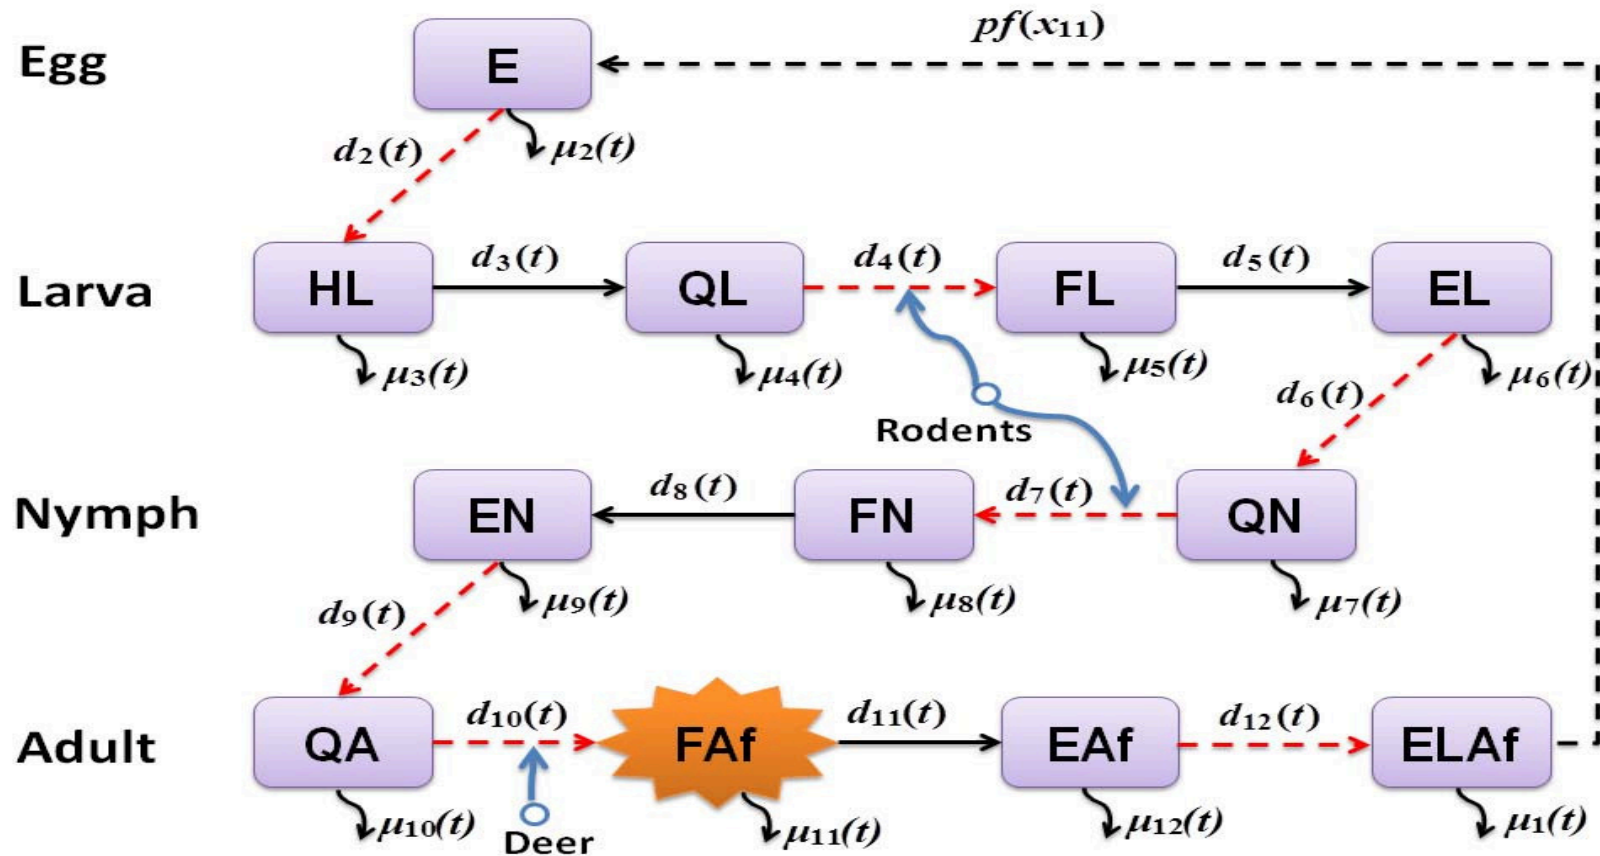 pf(x₁₁)
Egg E
d₂(t) μ₂(t)
Larva HL d₃(t) QL d₄(t) FL d₅(t) EL
μ₃(t) μ₄(t) μ₅(t) μ₆(t)
d₆(t)
Rodents
Nymph EN d₈(t) FN d₇(t) QN
μ₉(t) μ₈(t) μ₇(t)
d₉(t)
Adult QA d₁₀(t) FAf d₁₁(t) EAf d₁₂(t) ELAf
μ₁₀(t) μ₁₁(t) μ₁₂(t) μ₁(t)
Deer